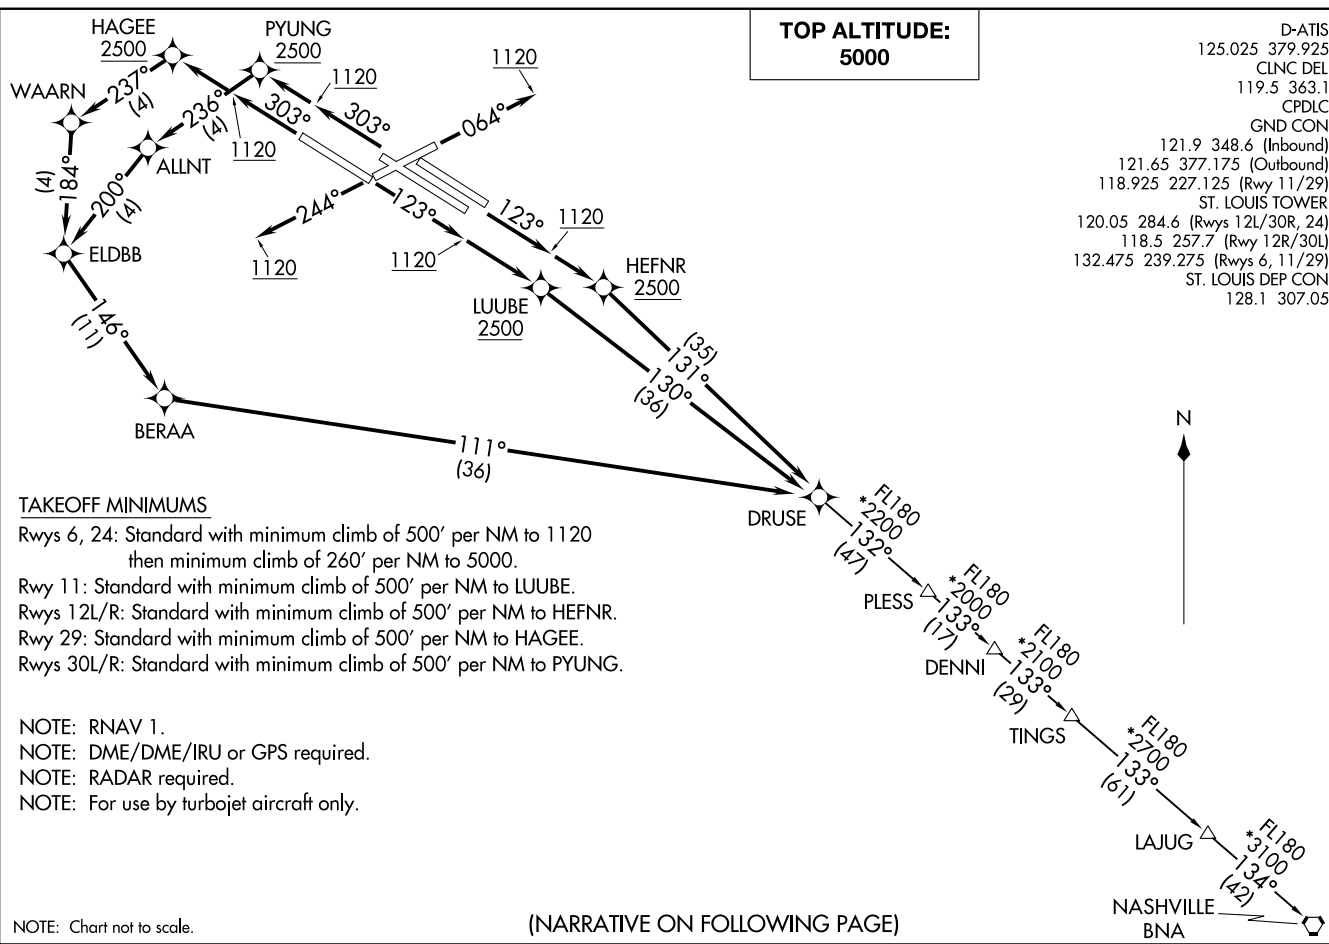 HAGEE
2500
PYUNG
2500
TOP ALTITUDE:
5000
D-ATIS
125.025 379.925
CLNC DEL
119.5 363.1
CPDLC
GND CON
121.9 348.6 (Inbound)
121.65 377.175 (Outbound)
118.925 227.125 (Rwy 11/29)
ST. LOUIS TOWER
120.05 284.6 (Rwys 12L/30R, 24)
118.5 257.7 (Rwy 12R/30L)
132.475 239.275 (Rwys 6, 11/29)
ST. LOUIS DEP CON
128.1 307.05
WAARN
237°
(4)
236°
(4)
303°
1120
303°
1120
064°
1120
ALLNT
184°
(4)
200°
(4)
244°
1120
123°
1120
123°
1120
ELDBB
HEFNR
2500
LUUBE
2500
146°
(11)
(35)
131°
130°
(36)
BERAA
111°
(36)
N
DRUSE
FL180
*2200
132°
(47)
PLESS
FL180
*2000
133°
(17)
DENNI
FL180
*2100
133°
(29)
TINGS
FL180
*2700
133°
(61)
LAJUG
FL180
*3100
134°
(42)
NASHVILLE
BNA
TAKEOFF MINIMUMS
Rwys 6, 24: Standard with minimum climb of 500' per NM to 1120
then minimum climb of 260' per NM to 5000.
Rwy 11: Standard with minimum climb of 500' per NM to LUUBE.
Rwys 12L/R: Standard with minimum climb of 500' per NM to HEFNR.
Rwy 29: Standard with minimum climb of 500' per NM to HAGEE.
Rwys 30L/R: Standard with minimum climb of 500' per NM to PYUNG.
NOTE: RNAV 1.
NOTE: DME/DME/IRU or GPS required.
NOTE: RADAR required.
NOTE: For use by turbojet aircraft only.
NOTE: Chart not to scale.
(NARRATIVE ON FOLLOWING PAGE)